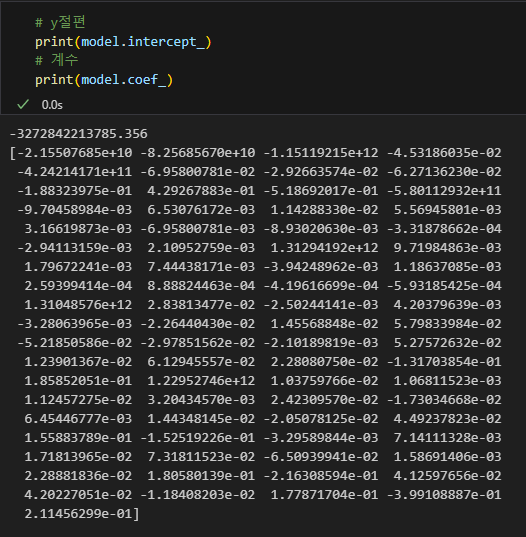 # y절편
print(model.intercept_)
# 계수
print(model.coef_)
0.0s
-3272842213785.356
[-2.15507685e+10 -8.25685670e+10 -1.15119215e+12 -4.53186035e-02
-4.24214171e+11 -6.95800781e-02 -2.92663574e-02 -6.27136230e-02
-1.88323975e-01  4.29267883e-01 -5.18692017e-01 -5.80112932e+11
-9.70458984e-03  6.53076172e-03  1.14288330e-02  5.56945801e-03
3.16619873e-03 -6.95800781e-03 -8.93020630e-03 -3.31878662e-04
-2.94113159e-03  2.10952759e-03  1.31294192e+12  9.71984863e-03
1.79672241e-03  7.44438171e-03 -3.94248962e-03  1.18637085e-03
2.59399414e-04  8.88824463e-04 -4.19616699e-04 -5.93185425e-04
1.31048576e+12  2.83813477e-02 -2.50244141e-03  4.20379639e-03
-3.28063965e-03 -2.26440430e-02  1.45568848e-02  5.79833984e-02
-5.21850586e-02 -2.97851562e-02 -2.10189819e-03  5.27572632e-02
1.23901367e-02  6.12945557e-02  2.28080750e-02 -1.31703854e-01
1.85852051e-01  1.22952746e+12  1.03759766e-02  1.06811523e-03
1.12457275e-02  3.20434570e-03  2.42309570e-02 -1.73034668e-02
6.45446777e-03  1.44348145e-02 -2.05078125e-02  4.49237823e-02
1.55883789e-01 -1.52519226e-01 -3.29589844e-03  7.14111328e-03
1.71813965e-02  7.31811523e-02 -6.50939941e-02  1.58691406e-03
2.28881836e-02  1.80580139e-01 -2.16308594e-01  4.12597656e-02
4.20227051e-02 -1.18408203e-02  1.77871704e-01 -3.99108887e-01
2.11456299e-01]